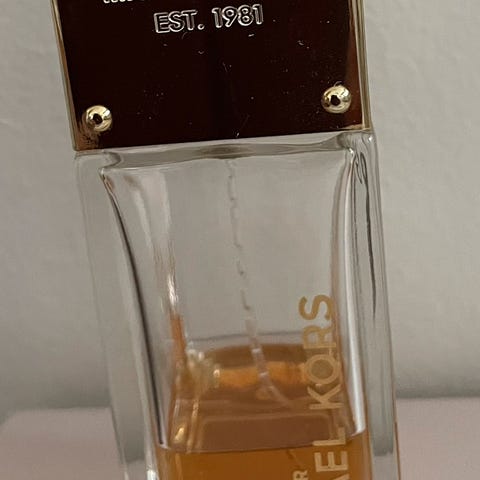 EST. 1981
AEL KORS
R